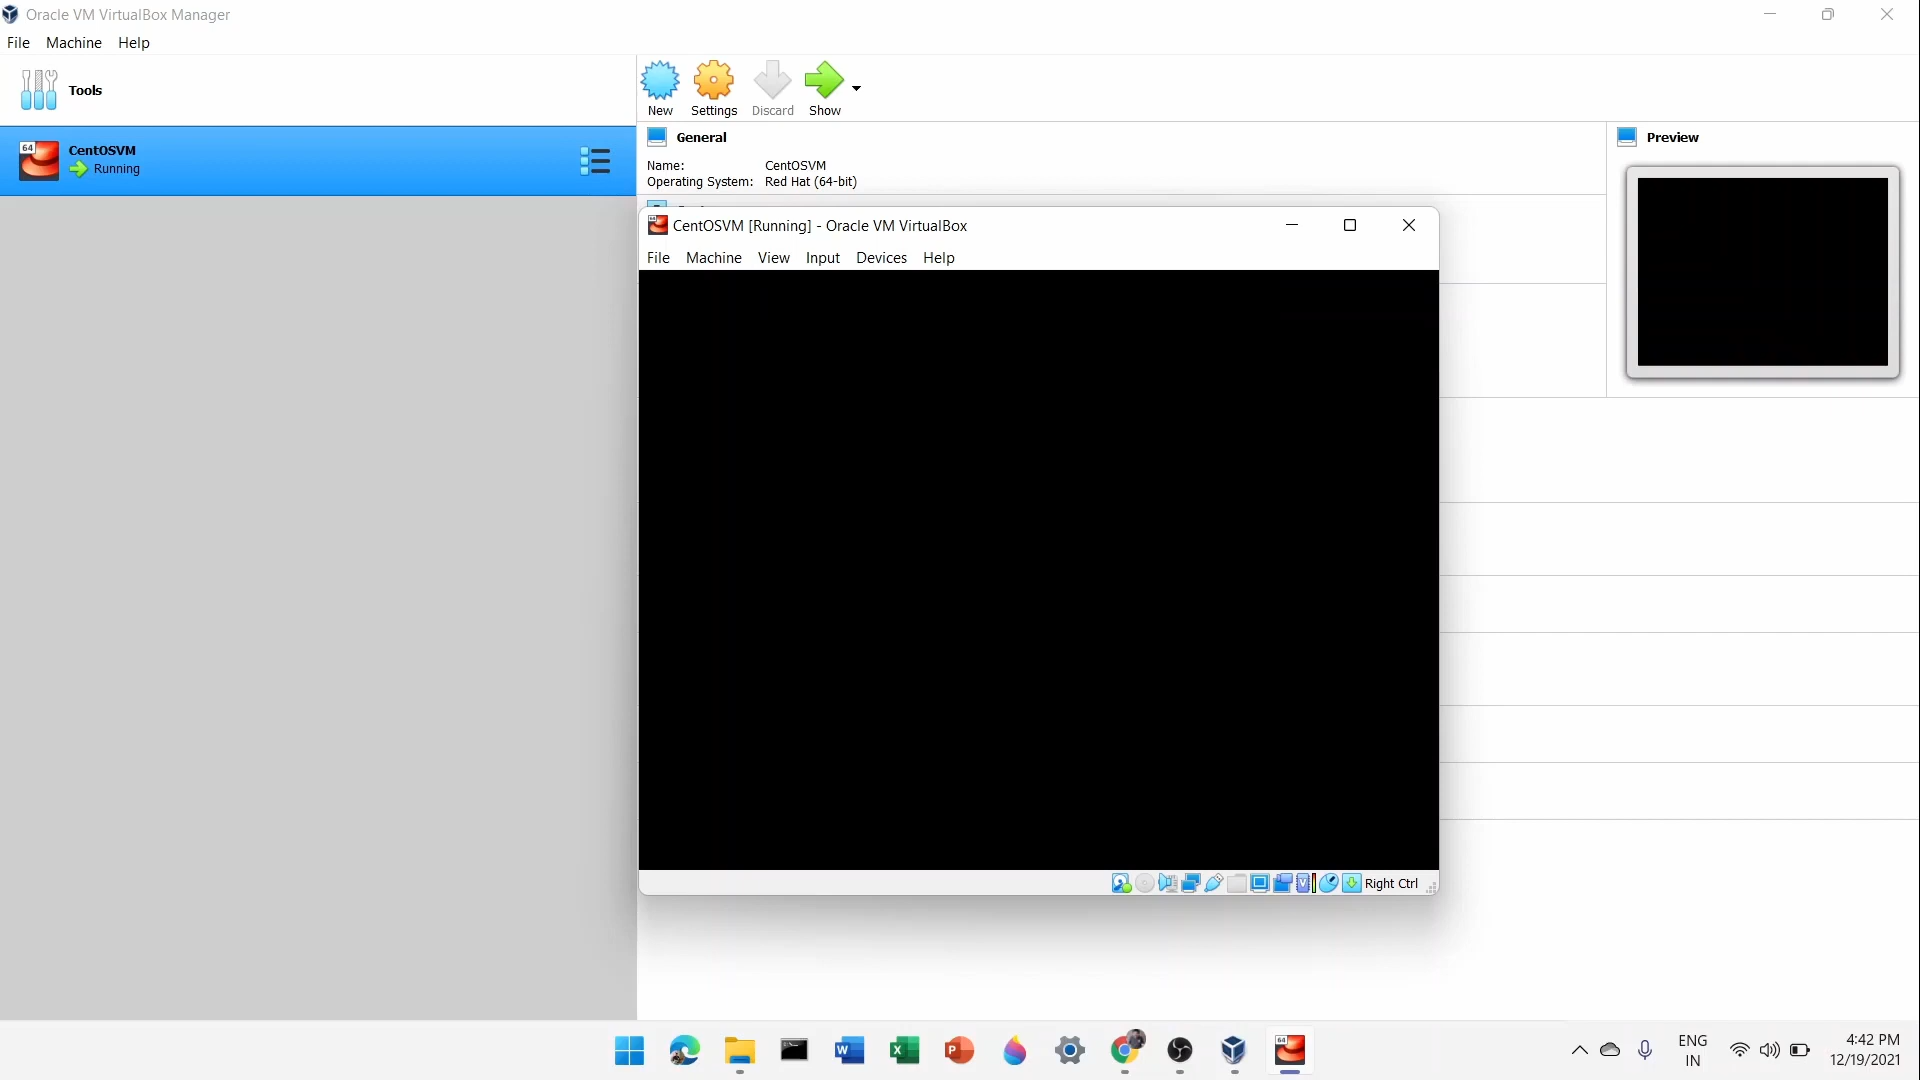 Oracle VM VirtualBox Manager
File Machine Help
Tools
New Settings Discard Show
64
CentOSVM
Running
General
Name: CentOSVM
Operating System: Red Hat (64-bit)
Preview
CentOSVM [Running] - Oracle VM VirtualBox
File Machine View Input Devices Help
Right Ctrl
ENG
IN
4:42 PM
12/19/2021